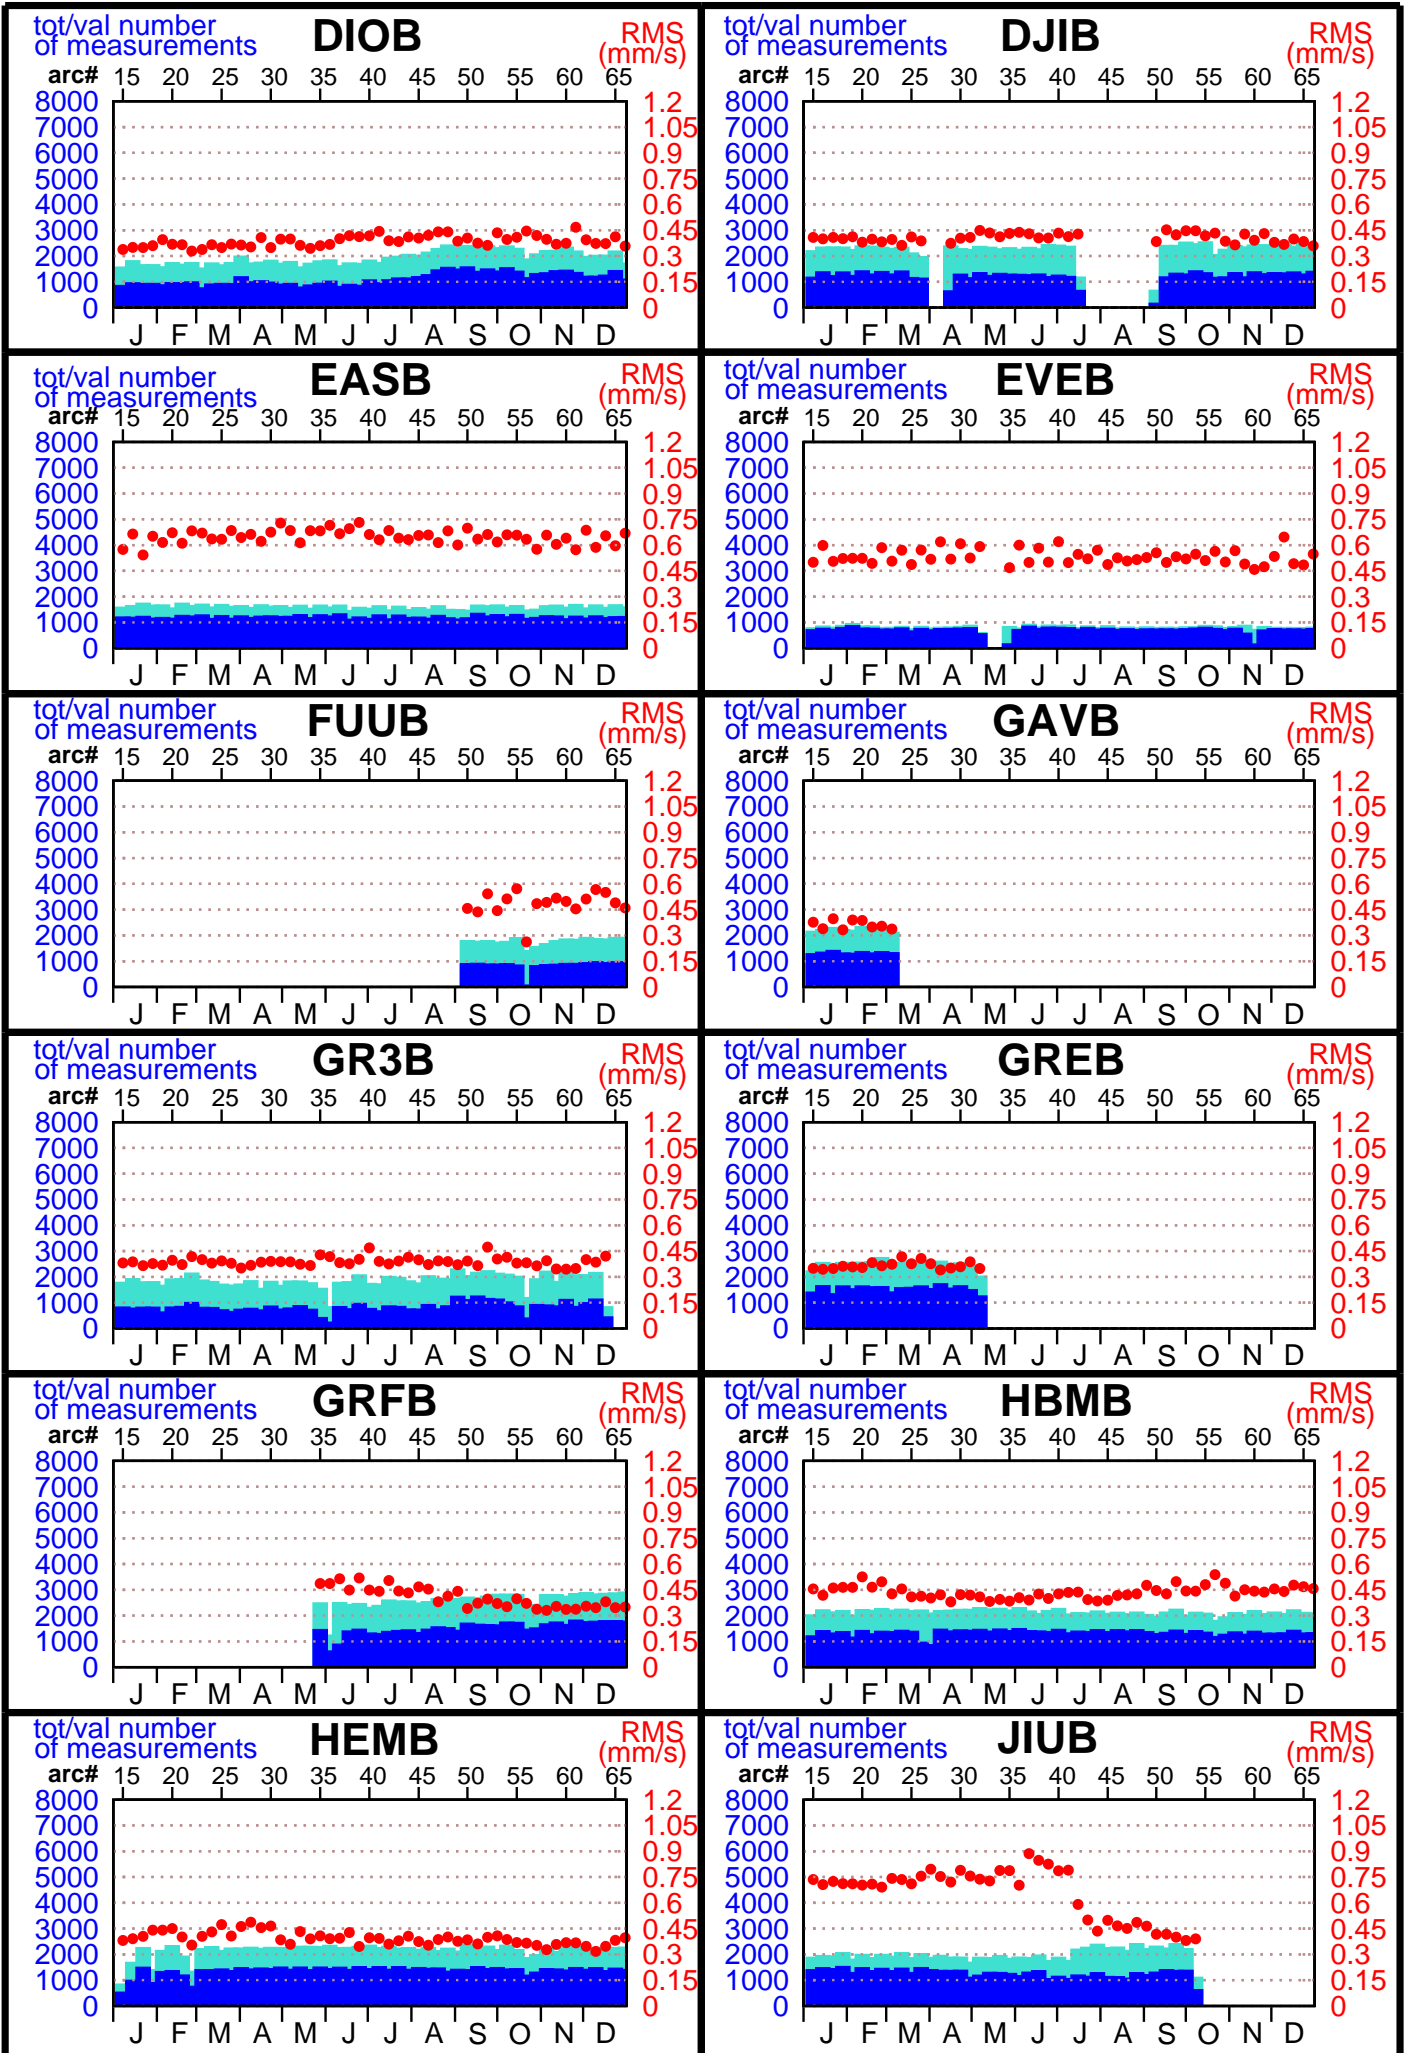 tot/val number
of measurements
DIOB
RMS
(mm/s)
arc# 15 20 25 30 35 40 45 50 55 60 65
8000 1.2
7000 1.05
6000 0.9
5000 0.75
4000 0.6
3000 0.45
2000 0.3
1000 0.15
0 0
J F M A M J J A S O N D
tot/val number
of measurements
DJIB
RMS
(mm/s)
arc# 15 20 25 30 35 40 45 50 55 60 65
8000 1.2
7000 1.05
6000 0.9
5000 0.75
4000 0.6
3000 0.45
2000 0.3
1000 0.15
0 0
J F M A M J J A S O N D
tot/val number
of measurements
EASB
RMS
(mm/s)
arc# 15 20 25 30 35 40 45 50 55 60 65
8000 1.2
7000 1.05
6000 0.9
5000 0.75
4000 0.6
3000 0.45
2000 0.3
1000 0.15
0 0
J F M A M J J A S O N D
tot/val number
of measurements
EVEB
RMS
(mm/s)
arc# 15 20 25 30 35 40 45 50 55 60 65
8000 1.2
7000 1.05
6000 0.9
5000 0.75
4000 0.6
3000 0.45
2000 0.3
1000 0.15
0 0
J F M A M J J A S O N D
tot/val number
of measurements
FUUB
RMS
(mm/s)
arc# 15 20 25 30 35 40 45 50 55 60 65
8000 1.2
7000 1.05
6000 0.9
5000 0.75
4000 0.6
3000 0.45
2000 0.3
1000 0.15
0 0
J F M A M J J A S O N D
tot/val number
of measurements
GAVB
RMS
(mm/s)
arc# 15 20 25 30 35 40 45 50 55 60 65
8000 1.2
7000 1.05
6000 0.9
5000 0.75
4000 0.6
3000 0.45
2000 0.3
1000 0.15
0 0
J F M A M J J A S O N D
tot/val number
of measurements
GR3B
RMS
(mm/s)
arc# 15 20 25 30 35 40 45 50 55 60 65
8000 1.2
7000 1.05
6000 0.9
5000 0.75
4000 0.6
3000 0.45
2000 0.3
1000 0.15
0 0
J F M A M J J A S O N D
tot/val number
of measurements
GREB
RMS
(mm/s)
arc# 15 20 25 30 35 40 45 50 55 60 65
8000 1.2
7000 1.05
6000 0.9
5000 0.75
4000 0.6
3000 0.45
2000 0.3
1000 0.15
0 0
J F M A M J J A S O N D
tot/val number
of measurements
GRFB
RMS
(mm/s)
arc# 15 20 25 30 35 40 45 50 55 60 65
8000 1.2
7000 1.05
6000 0.9
5000 0.75
4000 0.6
3000 0.45
2000 0.3
1000 0.15
0 0
J F M A M J J A S O N D
tot/val number
of measurements
HBMB
RMS
(mm/s)
arc# 15 20 25 30 35 40 45 50 55 60 65
8000 1.2
7000 1.05
6000 0.9
5000 0.75
4000 0.6
3000 0.45
2000 0.3
1000 0.15
0 0
J F M A M J J A S O N D
tot/val number
of measurements
HEMB
RMS
(mm/s)
arc# 15 20 25 30 35 40 45 50 55 60 65
8000 1.2
7000 1.05
6000 0.9
5000 0.75
4000 0.6
3000 0.45
2000 0.3
1000 0.15
0 0
J F M A M J J A S O N D
tot/val number
of measurements
JIUB
RMS
(mm/s)
arc# 15 20 25 30 35 40 45 50 55 60 65
8000 1.2
7000 1.05
6000 0.9
5000 0.75
4000 0.6
3000 0.45
2000 0.3
1000 0.15
0 0
J F M A M J J A S O N D